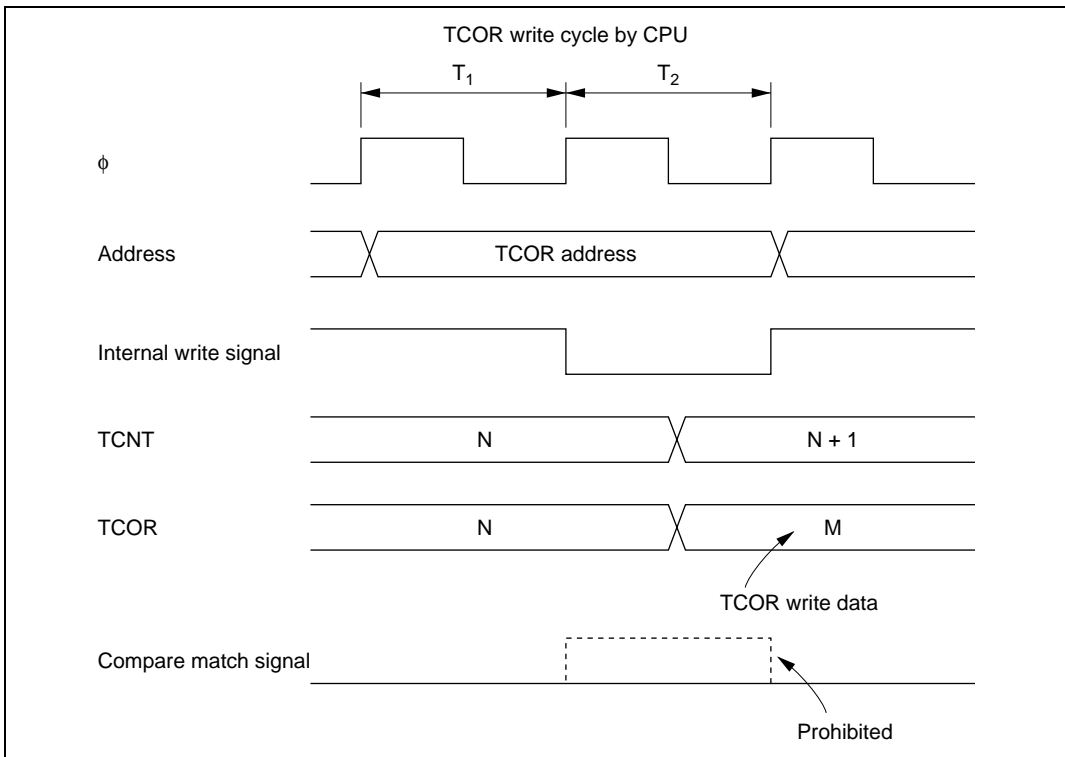 TCOR write cycle by CPU
T1 T2
ϕ
Address TCOR address
Internal write signal
TCNT N N + 1
TCOR N M
TCOR write data
Compare match signal
Prohibited